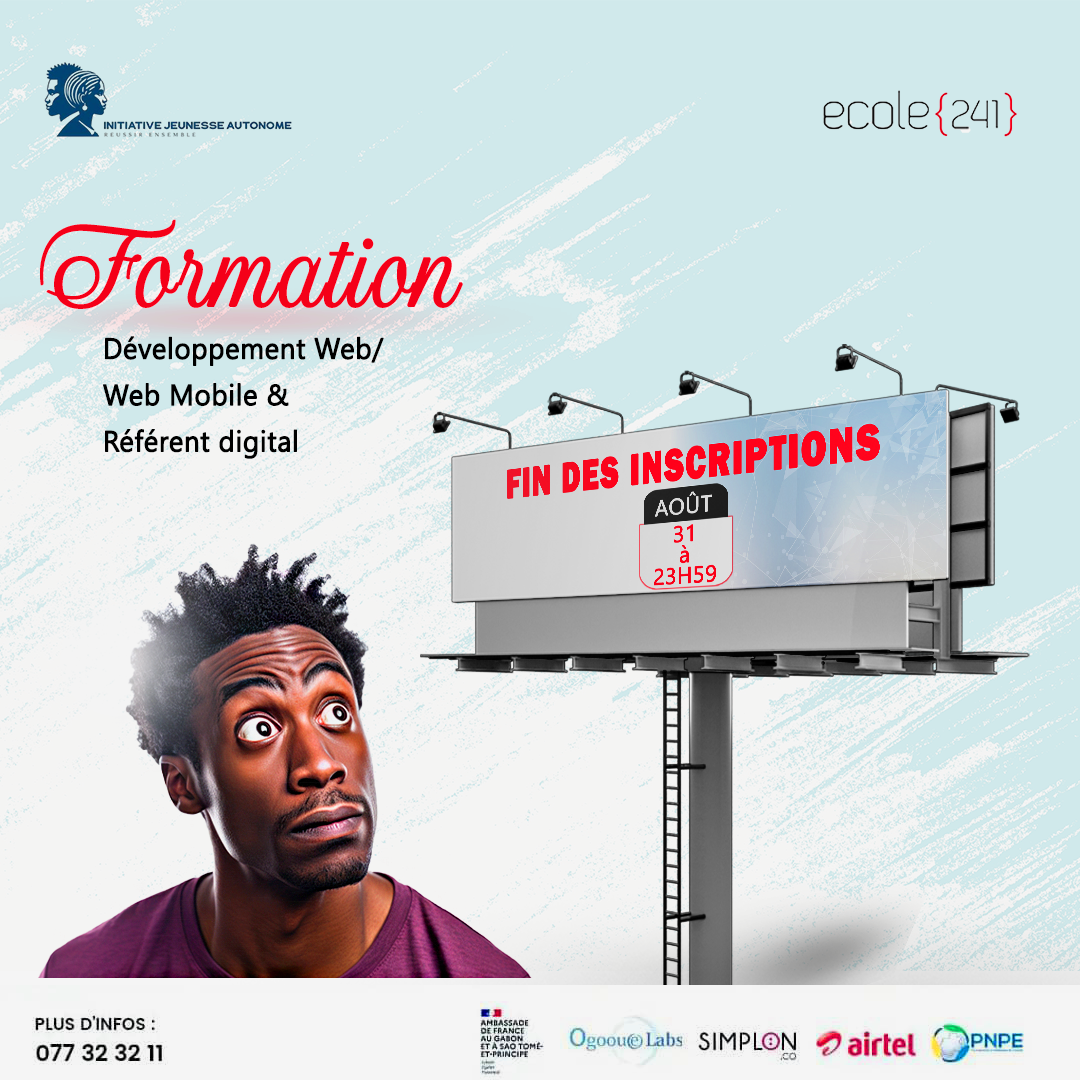 INITIATIVE JEUNESSE AUTONOME
REUSSIR ENSEMBLE
ecole{241}
Formation
Développement Web/
Web Mobile &
Référent digital
FIN DES INSCRIPTIONS
AOÛT
31
à
23H59
PLUS D'INFOS :
077 32 32 11
AMBASSADE
DE FRANCE
AU GABON
ET À SAO TOMÉ-
ET-PRINCIPE
Ogooué Labs
SIMPLON
.CO
airtel
PNPE